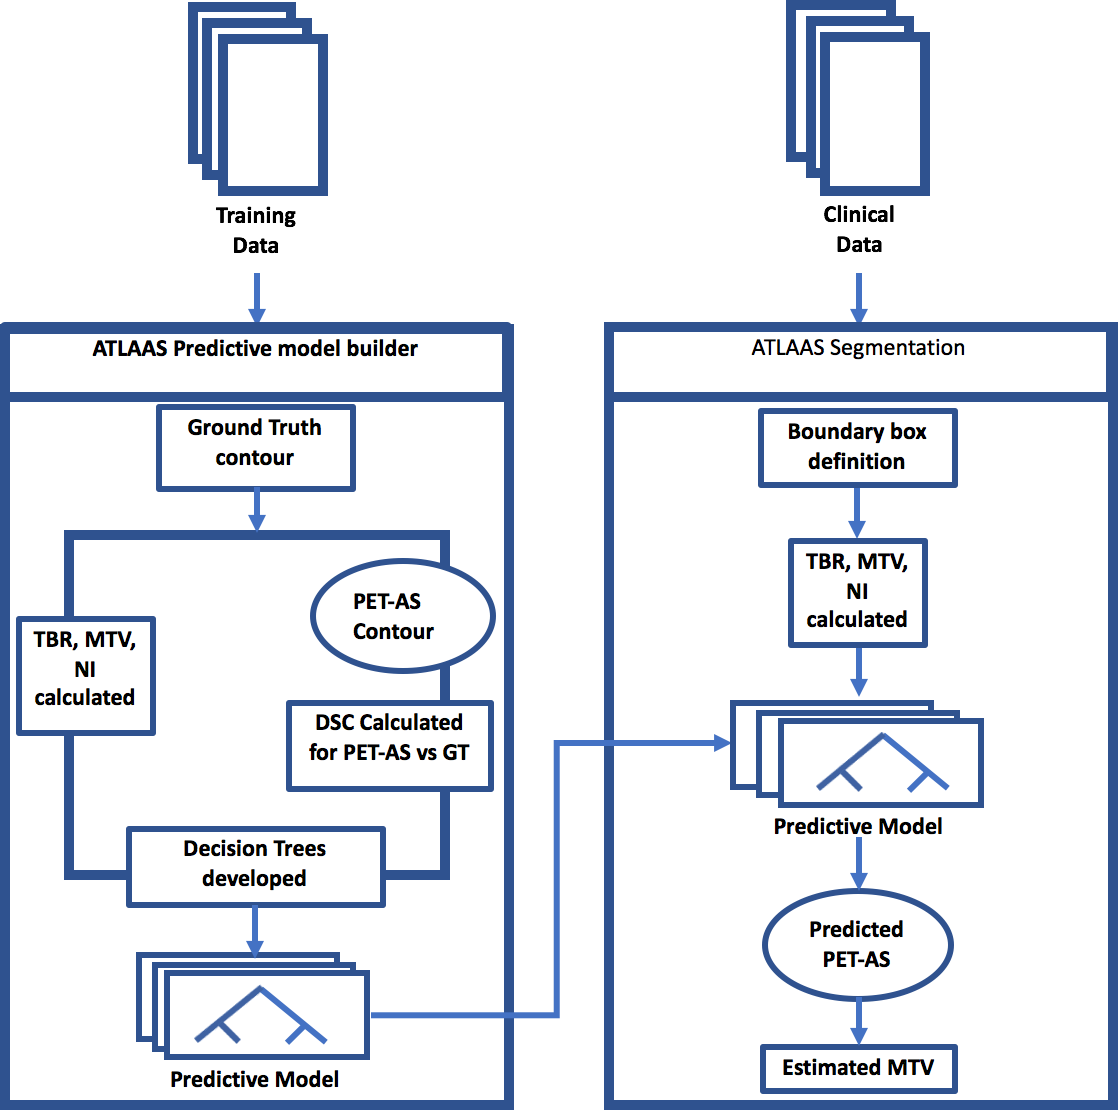 Training
Data
ATLAAS Predictive model builder
Ground Truth
contour
PET-AS
Contour
TBR, MTV,
NI
calculated
DSC Calculated
for PET-AS vs GT
Decision Trees
developed
Predictive Model
Clinical
Data
ATLAAS Segmentation
Boundary box
definition
TBR, MTV,
NI
calculated
Predictive Model
Predicted
PET-AS
Estimated MTV